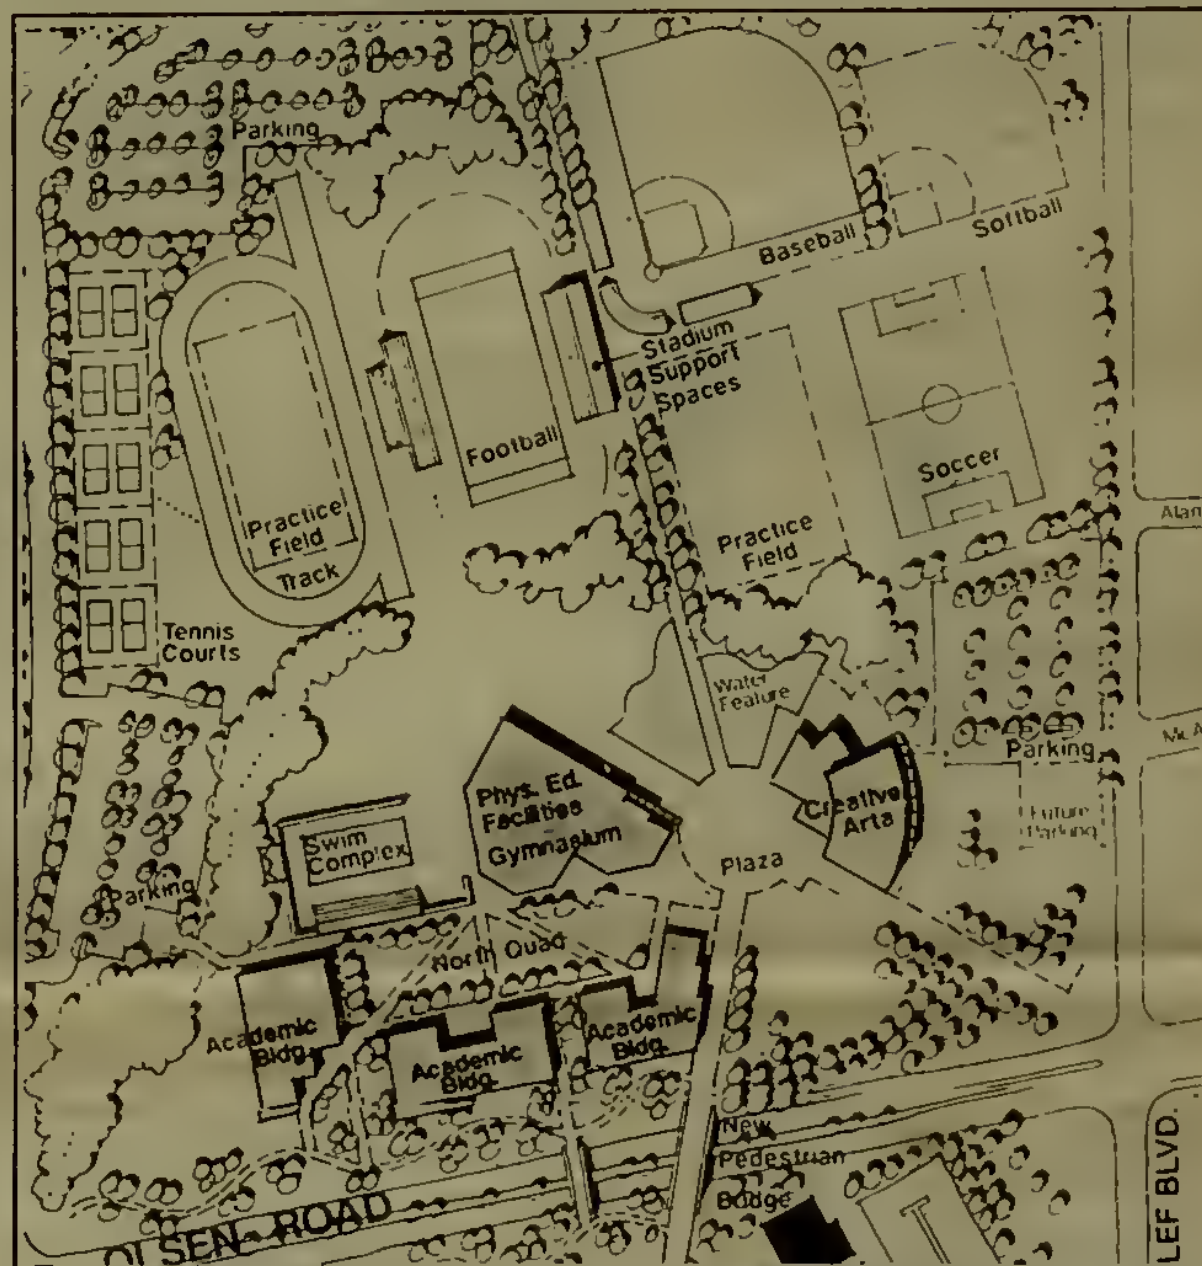 Parking
Softball
Baseball
Stadium
Support
Spaces
Football
Soccer
Practice
Field
Track
Practice
Field
Tennis
Courts
Water
Feature
Parking
Future
Parking
Phys. Ed.
Facilities
Gymnasium
Creative
Arts
Swim
Complex
Plaza
Parking
North Quad
Academic
Bldg.
Academic
Bldg.
Academic
Bldg.
New
Pedestrian
Bridge
OLSEN ROAD
LEF BLVD.
Alam